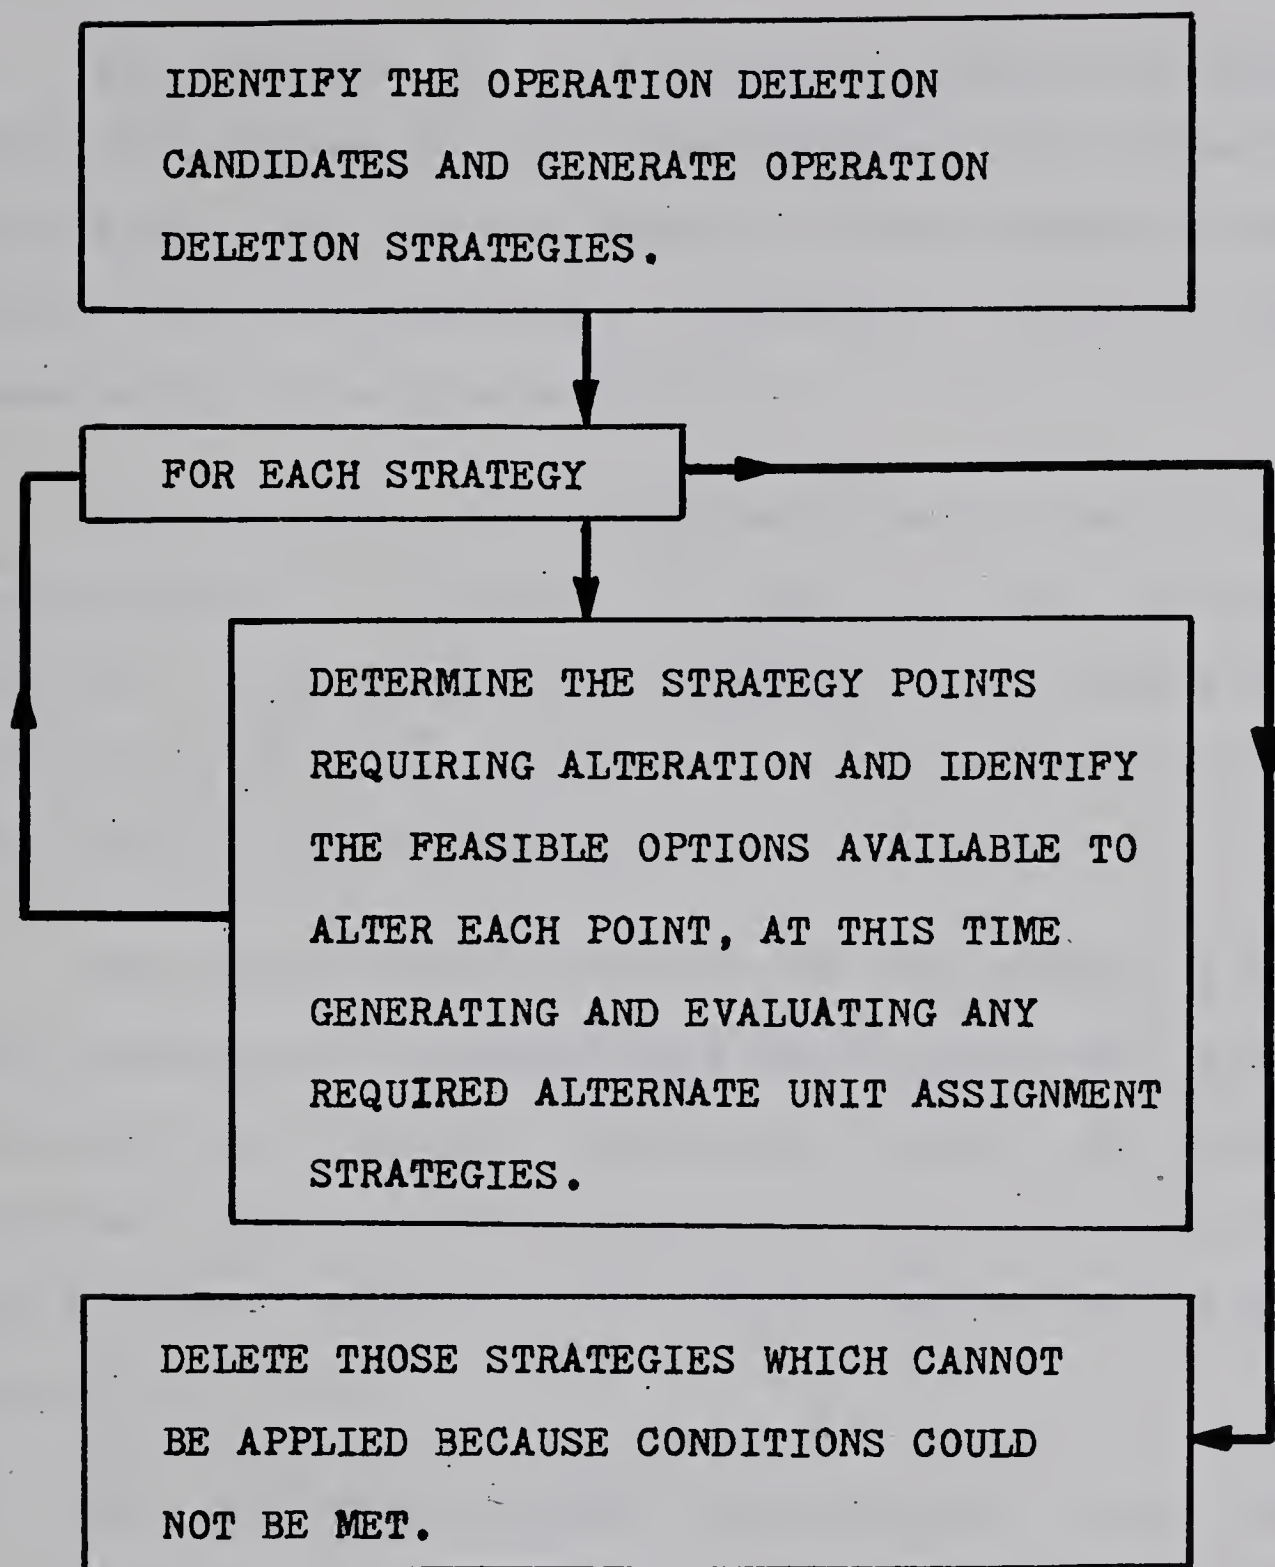 IDENTIFY THE OPERATION DELETION
CANDIDATES AND GENERATE OPERATION
DELETION STRATEGIES.
FOR EACH STRATEGY
DETERMINE THE STRATEGY POINTS
REQUIRING ALTERATION AND IDENTIFY
THE FEASIBLE OPTIONS AVAILABLE TO
ALTER EACH POINT, AT THIS TIME
GENERATING AND EVALUATING ANY
REQUIRED ALTERNATE UNIT ASSIGNMENT
STRATEGIES.
DELETE THOSE STRATEGIES WHICH CANNOT
BE APPLIED BECAUSE CONDITIONS COULD
NOT BE MET.